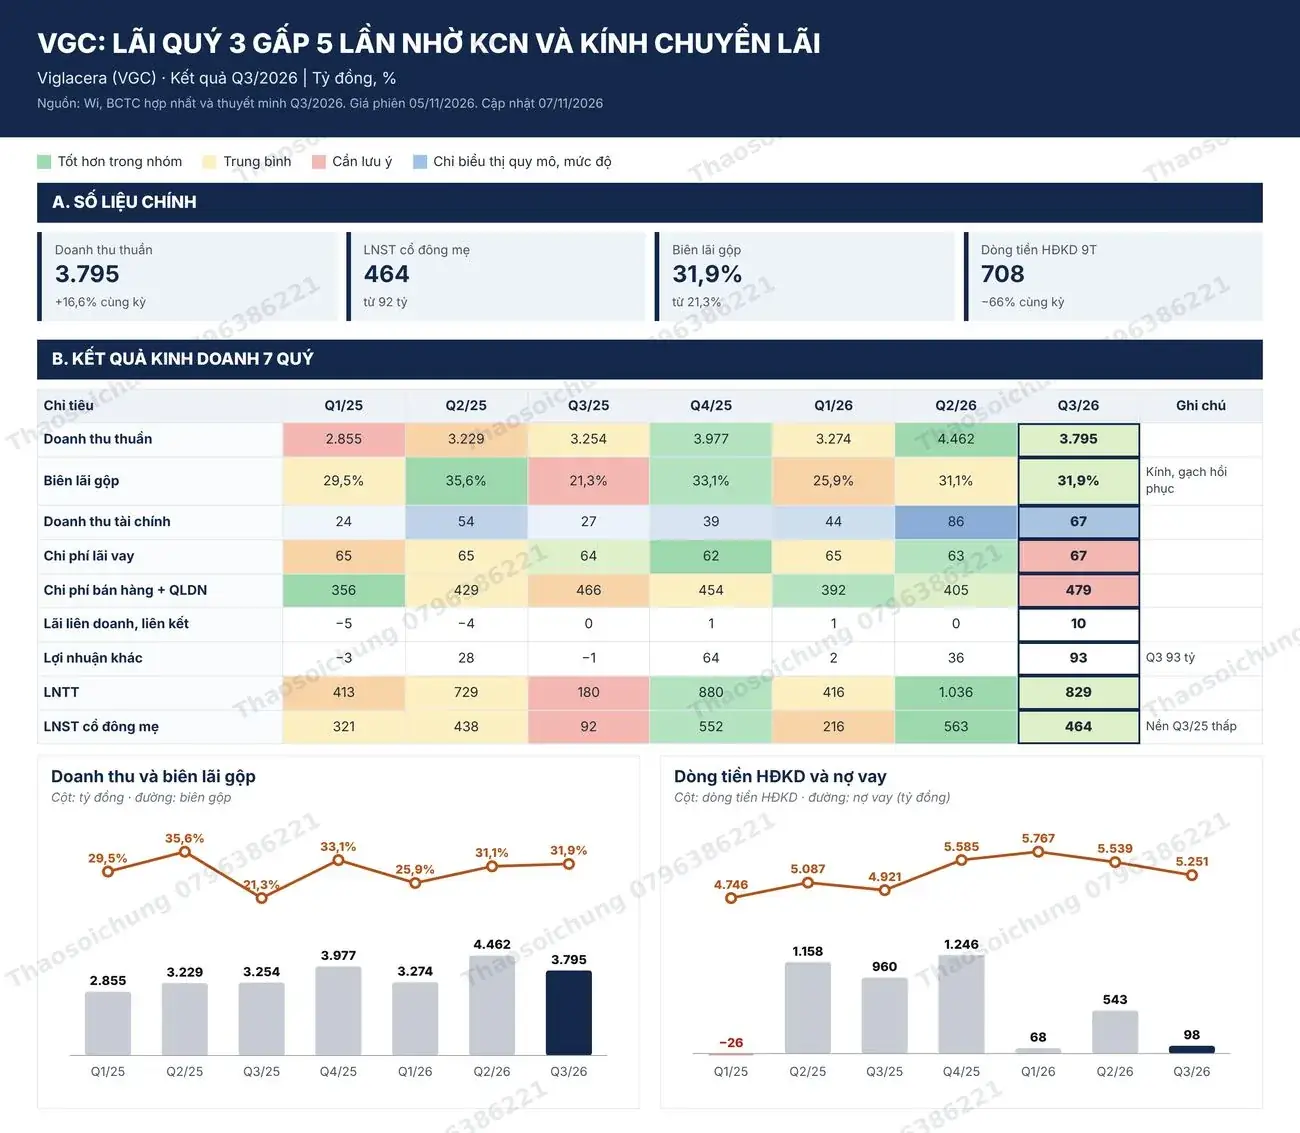 VGC: LÃI QUÝ 3 GẤP 5 LẦN NHỜ KCN VÀ KÍNH CHUYỂN LÃI
Viglacera (VGC) · Kết quả Q3/2026 | Tỷ đồng, %
Nguồn: Wi, BCTC hợp nhất và thuyết minh Q3/2026. Giá phiên 05/11/2026. Cập nhật 07/11/2026
Tốt hơn trong nhóm Trung bình Cần lưu ý Chỉ biểu thị quy mô, mức độ
A. SỐ LIỆU CHÍNH
Doanh thu thuần LNST cổ đông mẹ Biên lãi gộp Dòng tiền HĐKD 9T
3.795 464 31,9% 708
+16,6% cùng kỳ từ 92 tỷ từ 21,3% −66% cùng kỳ
B. KẾT QUẢ KINH DOANH 7 QUÝ
Chỉ tiêu Q1/25 Q2/25 Q3/25 Q4/25 Q1/26 Q2/26 Q3/26 Ghi chú
Doanh thu thuần 2.855 3.229 3.254 3.977 3.274 4.462 3.795
Biên lãi gộp 29,5% 35,6% 21,3% 33,1% 25,9% 31,1% 31,9% Kính, gạch hồi
phục
Doanh thu tài chính 24 54 27 39 44 86 67
Chi phí lãi vay 65 65 64 62 65 63 67
Chi phí bán hàng + QLDN 356 429 466 454 392 405 479
Lãi liên doanh, liên kết −5 −4 0 1 1 0 10
Lợi nhuận khác −3 28 −1 64 2 36 93 Q3 93 tỷ
LNTT 413 729 180 880 416 1.036 829
LNST cổ đông mẹ 321 438 92 552 216 563 464 Nền Q3/25 thấp
Doanh thu và biên lãi gộp
Cột: tỷ đồng · đường: biên gộp
29,5% 35,6% 21,3% 33,1% 25,9% 31,1% 31,9%
2.855 3.229 3.254 3.977 3.274 4.462 3.795
Q1/25 Q2/25 Q3/25 Q4/25 Q1/26 Q2/26 Q3/26
Dòng tiền HĐKD và nợ vay
Cột: dòng tiền HĐKD · đường: nợ vay (tỷ đồng)
4.746 5.087 4.921 5.585 5.767 5.539 5.251
−26 1.158 960 1.246 68 543 98
Q1/25 Q2/25 Q3/25 Q4/25 Q1/26 Q2/26 Q3/26
Thaosoichung 0796386221